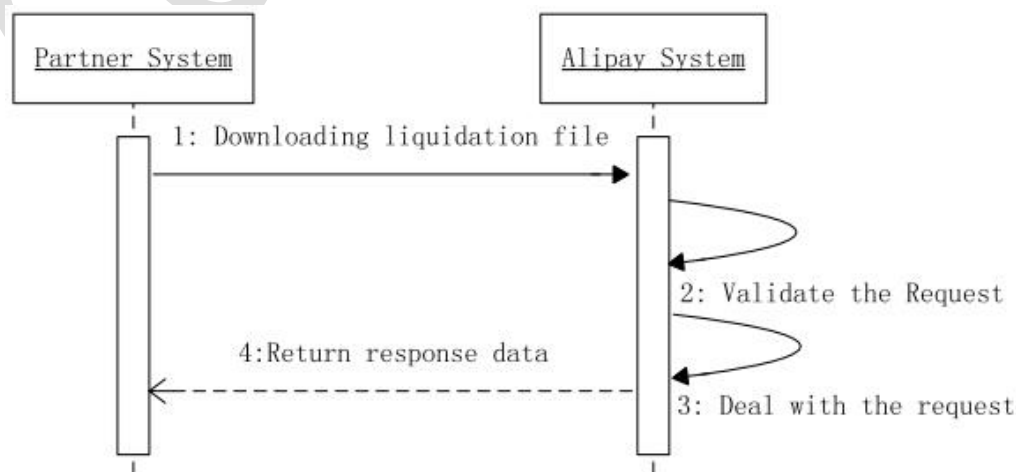 Partner System
Alipay System
1: Downloading liquidation file
2: Validate the Request
4:Return response data
3: Deal with the request